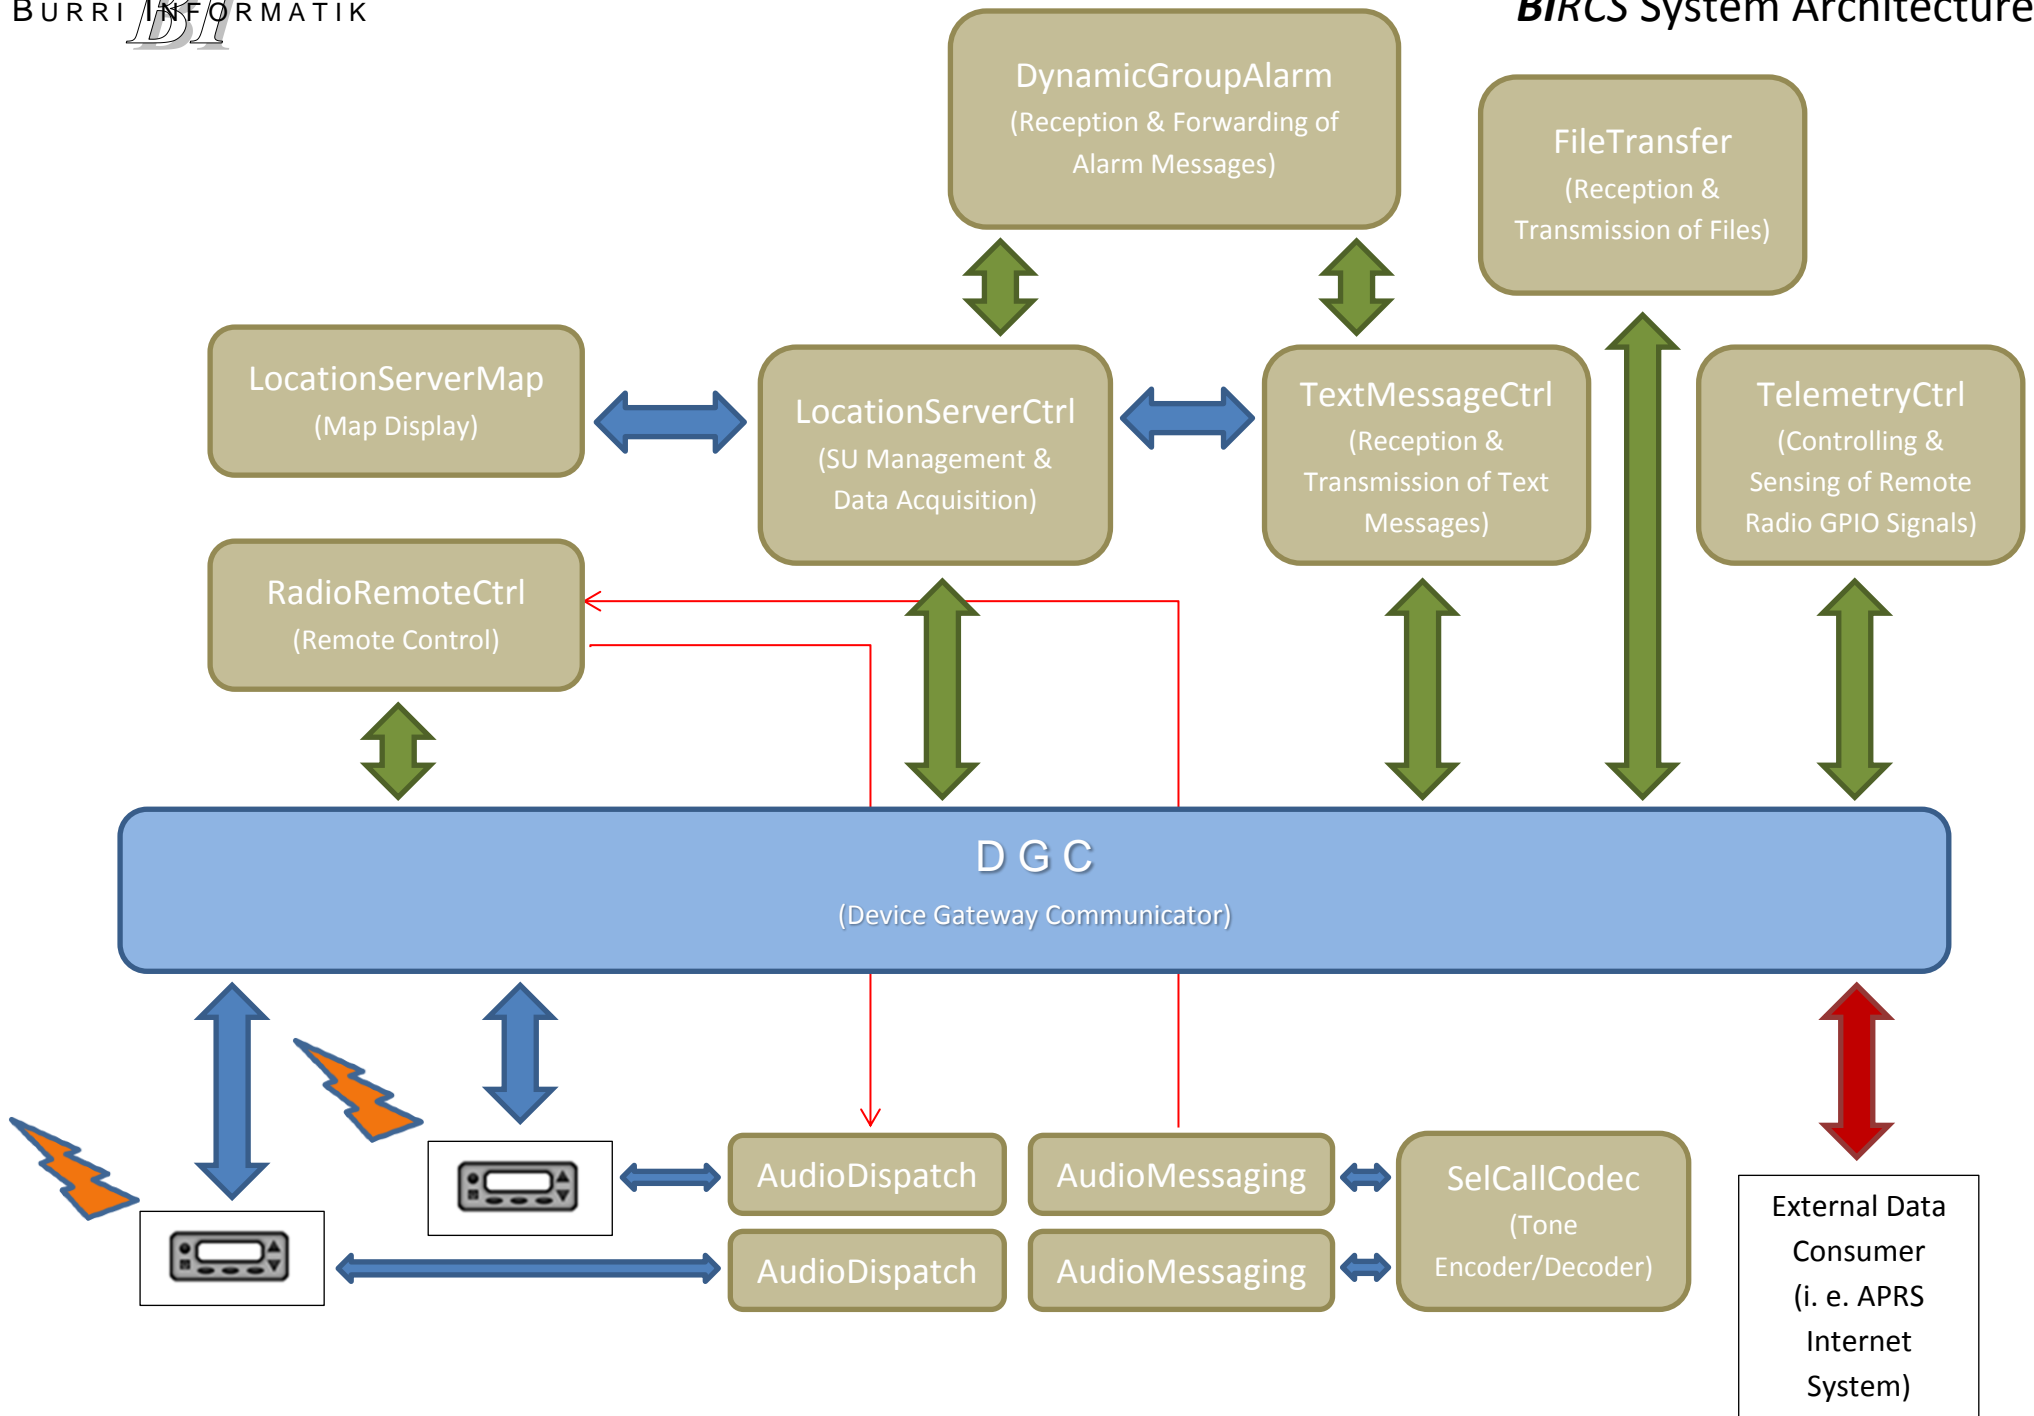 BURRI INFORMATIK
BI
BIRCS System Architecture
DynamicGroupAlarm
(Reception & Forwarding of
Alarm Messages)
FileTransfer
(Reception &
Transmission of Files)
LocationServerMap
(Map Display)
LocationServerCtrl
(SU Management &
Data Acquisition)
TextMessageCtrl
(Reception &
Transmission of Text
Messages)
TelemetryCtrl
(Controlling &
Sensing of Remote
Radio GPIO Signals)
RadioRemoteCtrl
(Remote Control)
D G C
(Device Gateway Communicator)
AudioDispatch
AudioMessaging
SelCallCodec
(Tone
Encoder/Decoder)
AudioDispatch
AudioMessaging
External Data
Consumer
(i. e. APRS
Internet
System)